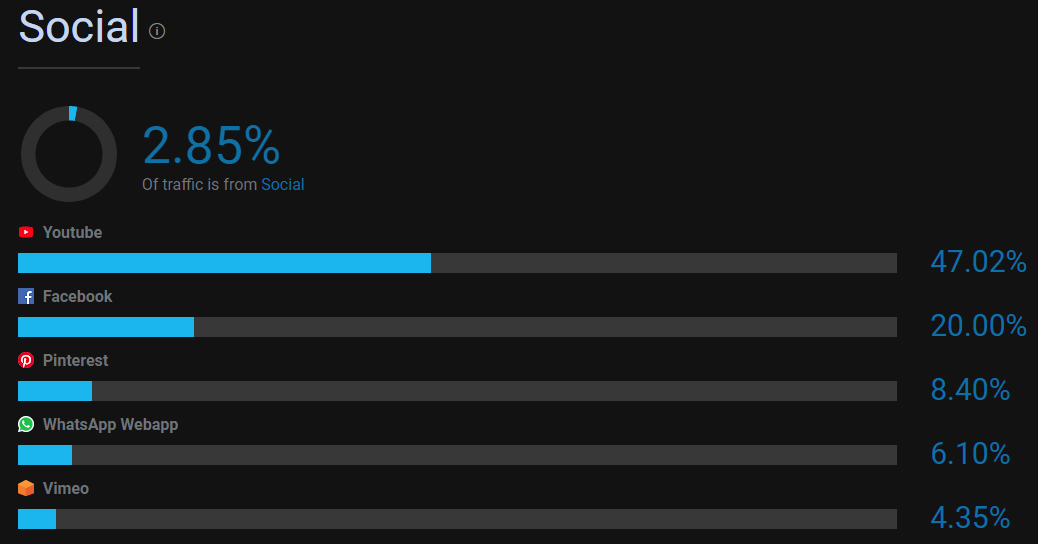 Social
2.85%
Of traffic is from Social
Youtube
47.02%
Facebook
20.00%
Pinterest
8.40%
WhatsApp Webapp
6.10%
Vimeo
4.35%